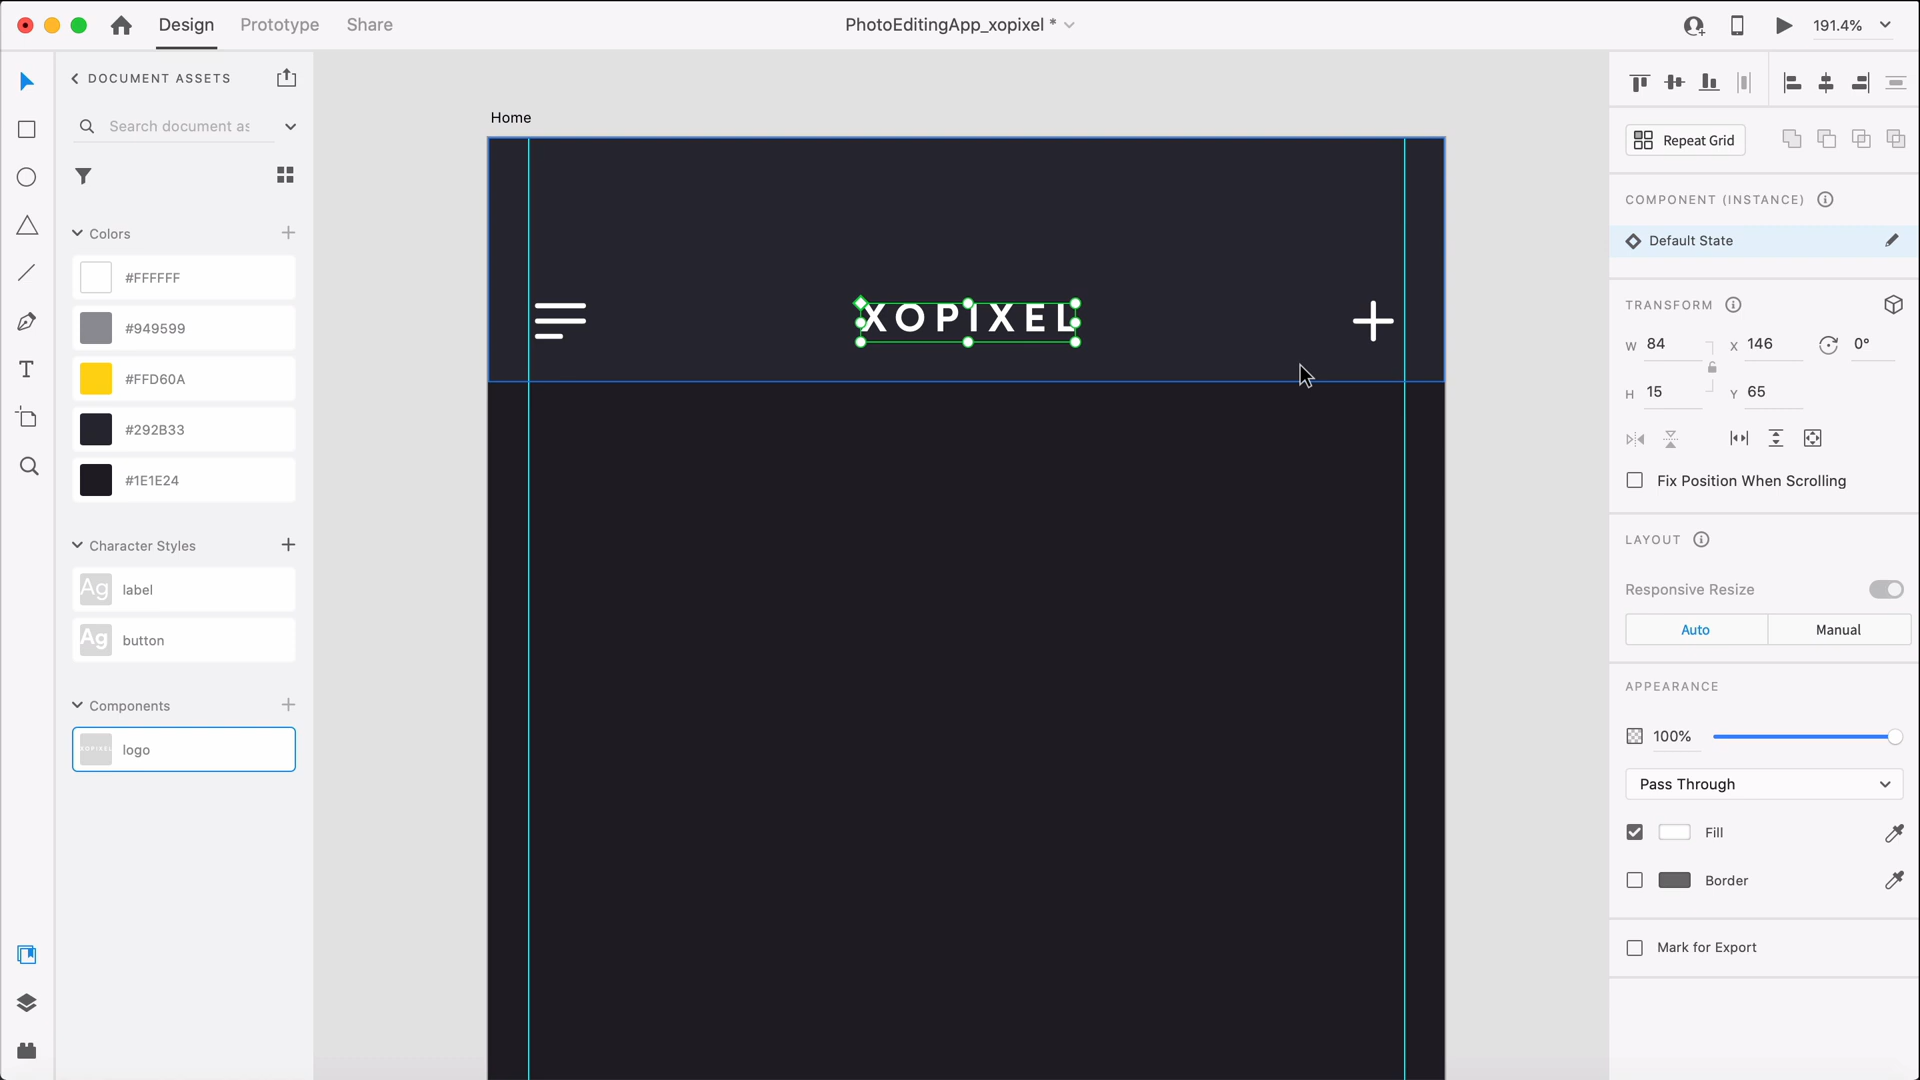 Design
Prototype
Share
PhotoEditingApp_xopixel *
191.4%
DOCUMENT ASSETS
Search document as
Colors
#FFFFFF
#949599
#FFD60A
#292B33
#1E1E24
Character Styles
Ag label
Ag button
Components
XOPIXEL logo
Home
XOPIXEL
Repeat Grid
COMPONENT (INSTANCE)
Default State
TRANSFORM
W 84
X 146
0°
H 15
Y 65
Fix Position When Scrolling
LAYOUT
Responsive Resize
Auto
Manual
APPEARANCE
100%
Pass Through
Fill
Border
Mark for Export